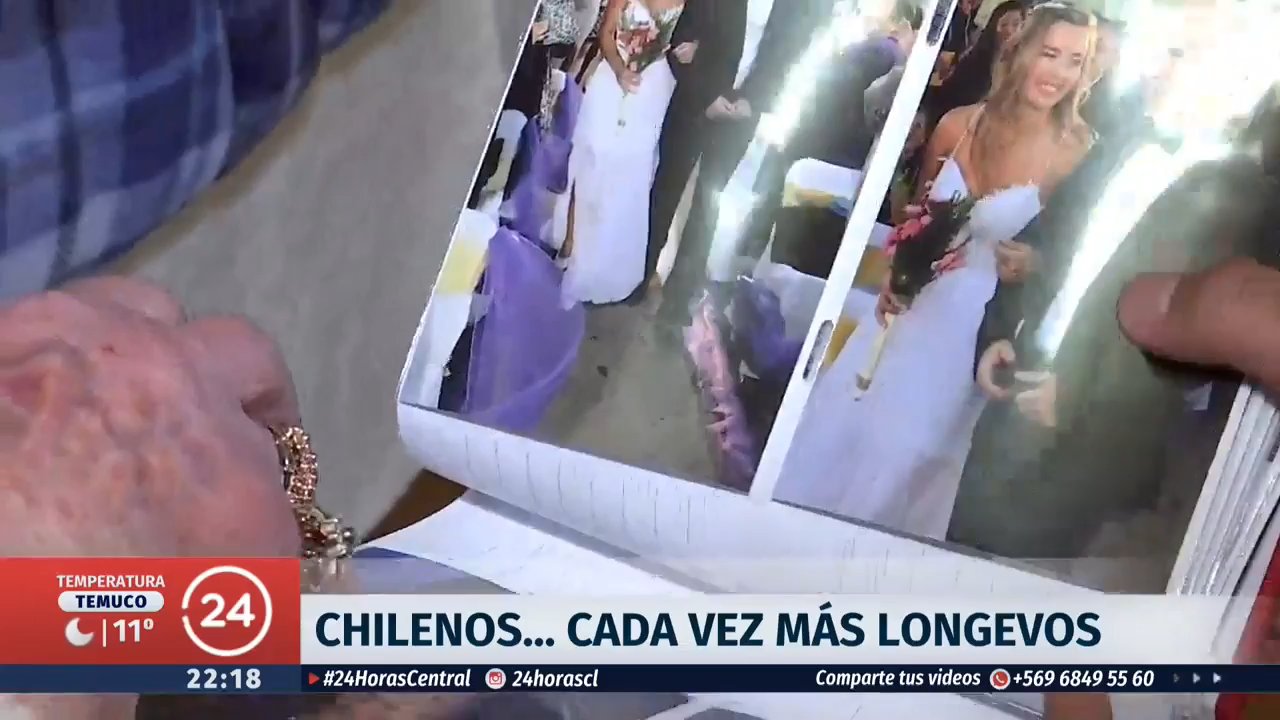 TEMPERATURA
TEMUCO
11º
24
CHILENOS... CADA VEZ MÁS LONGEVOS
22:18
#24HorasCentral
24horascl
Comparte tus videos
+569 6849 55 60